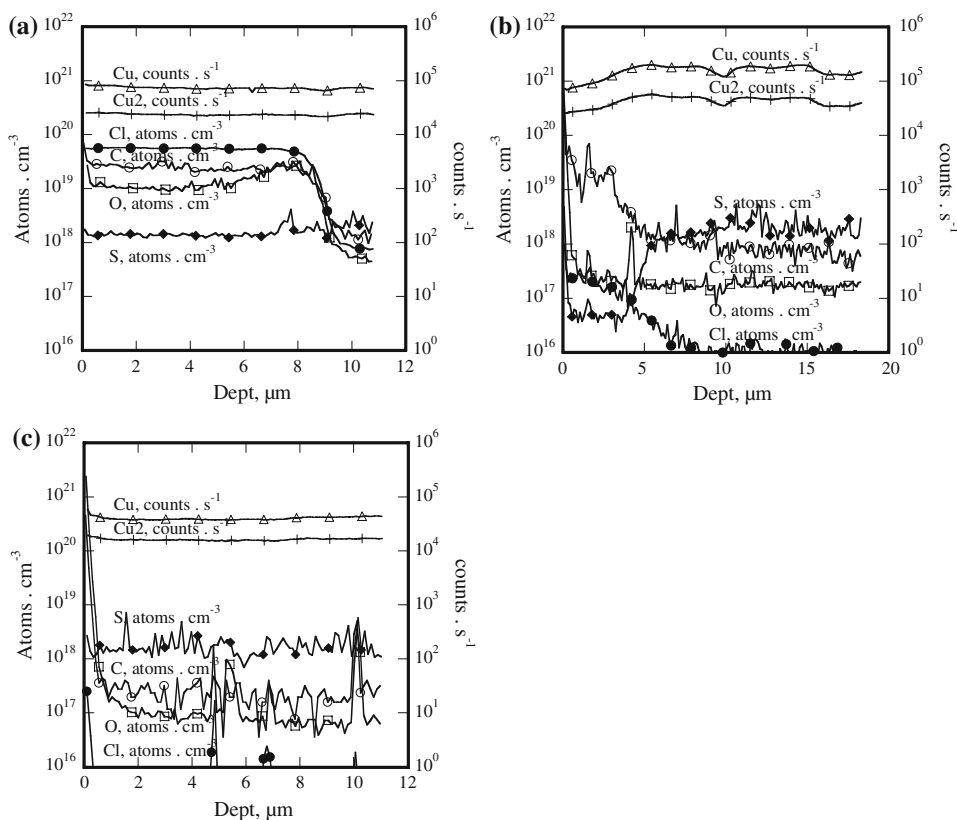 (a)
10^22
10^21
10^20
10^19
10^18
10^17
10^16
Atoms . cm^-3
10^6
10^5
10^4
10^3
10^2
10^1
10^0
counts . s^-1
Cu, counts . s^-1
Cu2, counts . s^-1
Cl, atoms . cm^-3
C, atoms . cm^-3
O, atoms . cm^-3
S, atoms . cm^-3
0 2 4 6 8 10 12
Dept, µm
(b)
10^22
10^21
10^20
10^19
10^18
10^17
10^16
Atoms . cm^-3
10^6
10^5
10^4
10^3
10^2
10^1
10^0
counts . s^-1
Cu, counts . s^-1
Cu2, counts . s^-1
S, atoms . cm^-3
C, atoms . cm^-3
O, atoms . cm^-3
Cl, atoms . cm^-3
0 5 10 15 20
Dept, µm
(c)
10^22
10^21
10^20
10^19
10^18
10^17
10^16
Atoms . cm^-3
10^6
10^5
10^4
10^3
10^2
10^1
10^0
counts . s^-1
Cu, counts . s^-1
Cu2, counts . s^-1
S, atoms . cm^-3
C, atoms . cm^-3
O, atoms . cm^-3
Cl, atoms . cm^-3
0 2 4 6 8 10 12
Dept, µm